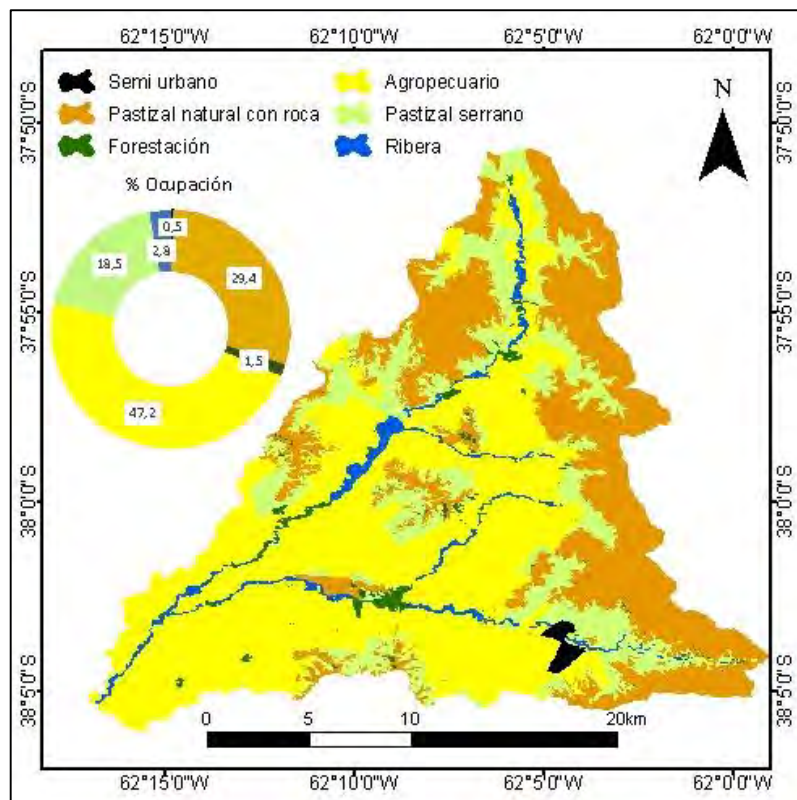 62°15'0"W 62°10'0"W 62°5'0"W 62°0'0"W
Semi urbano
Agropecuario
Pastizal natural con roca
Pastizal serrano
Forestación
Ribera
N
% Ocupación
0,5
2,8
18,5
29,4
1,5
47,2
37°50'0"S
37°50'0"S
37°55'0"S
37°55'0"S
38°0'0"S
38°0'0"S
38°5'0"S
38°5'0"S
0 5 10 20km
62°15'0"W 62°10'0"W 62°5'0"W 62°0'0"W